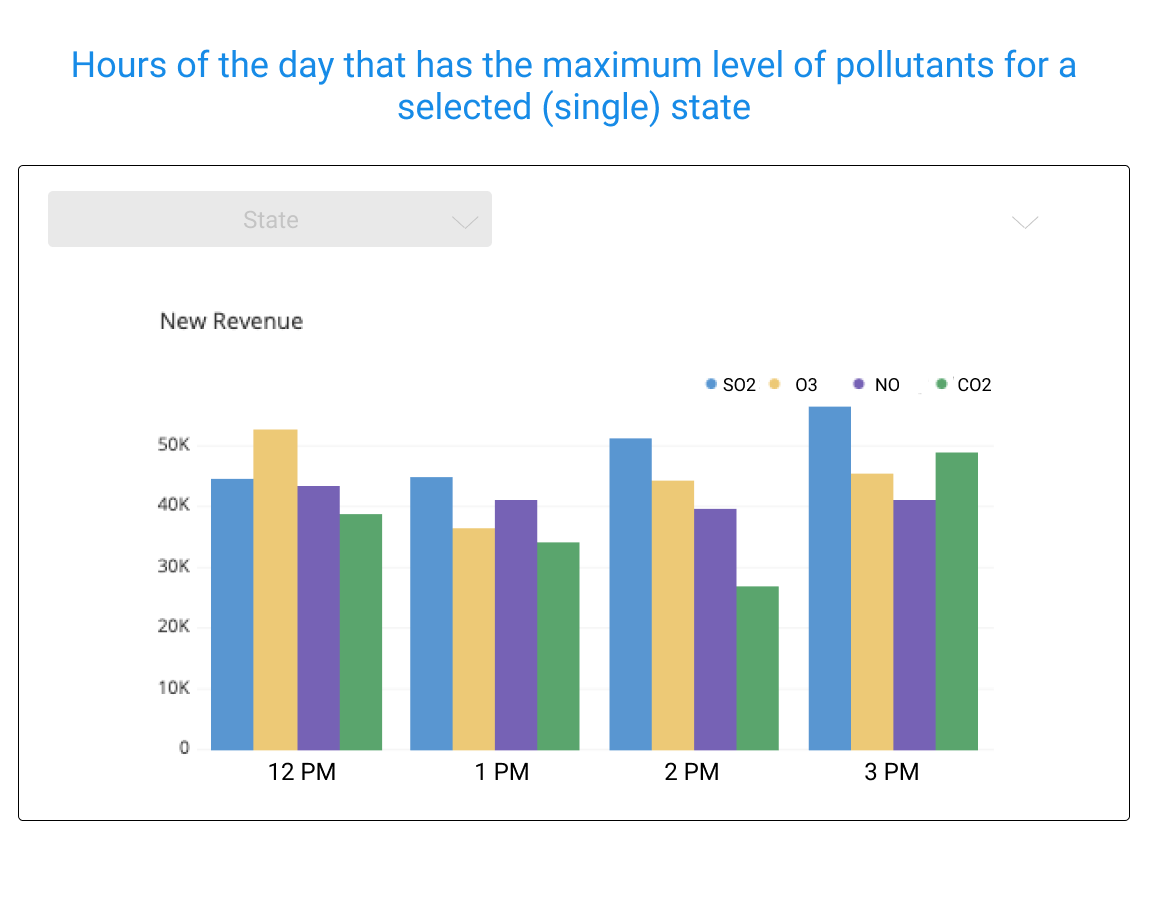 Hours of the day that has the maximum level of pollutants for a
selected (single) state
State
New Revenue
SO2 O3 NO CO2
50K
40K
30K
20K
10K
0
12 PM 1 PM 2 PM 3 PM